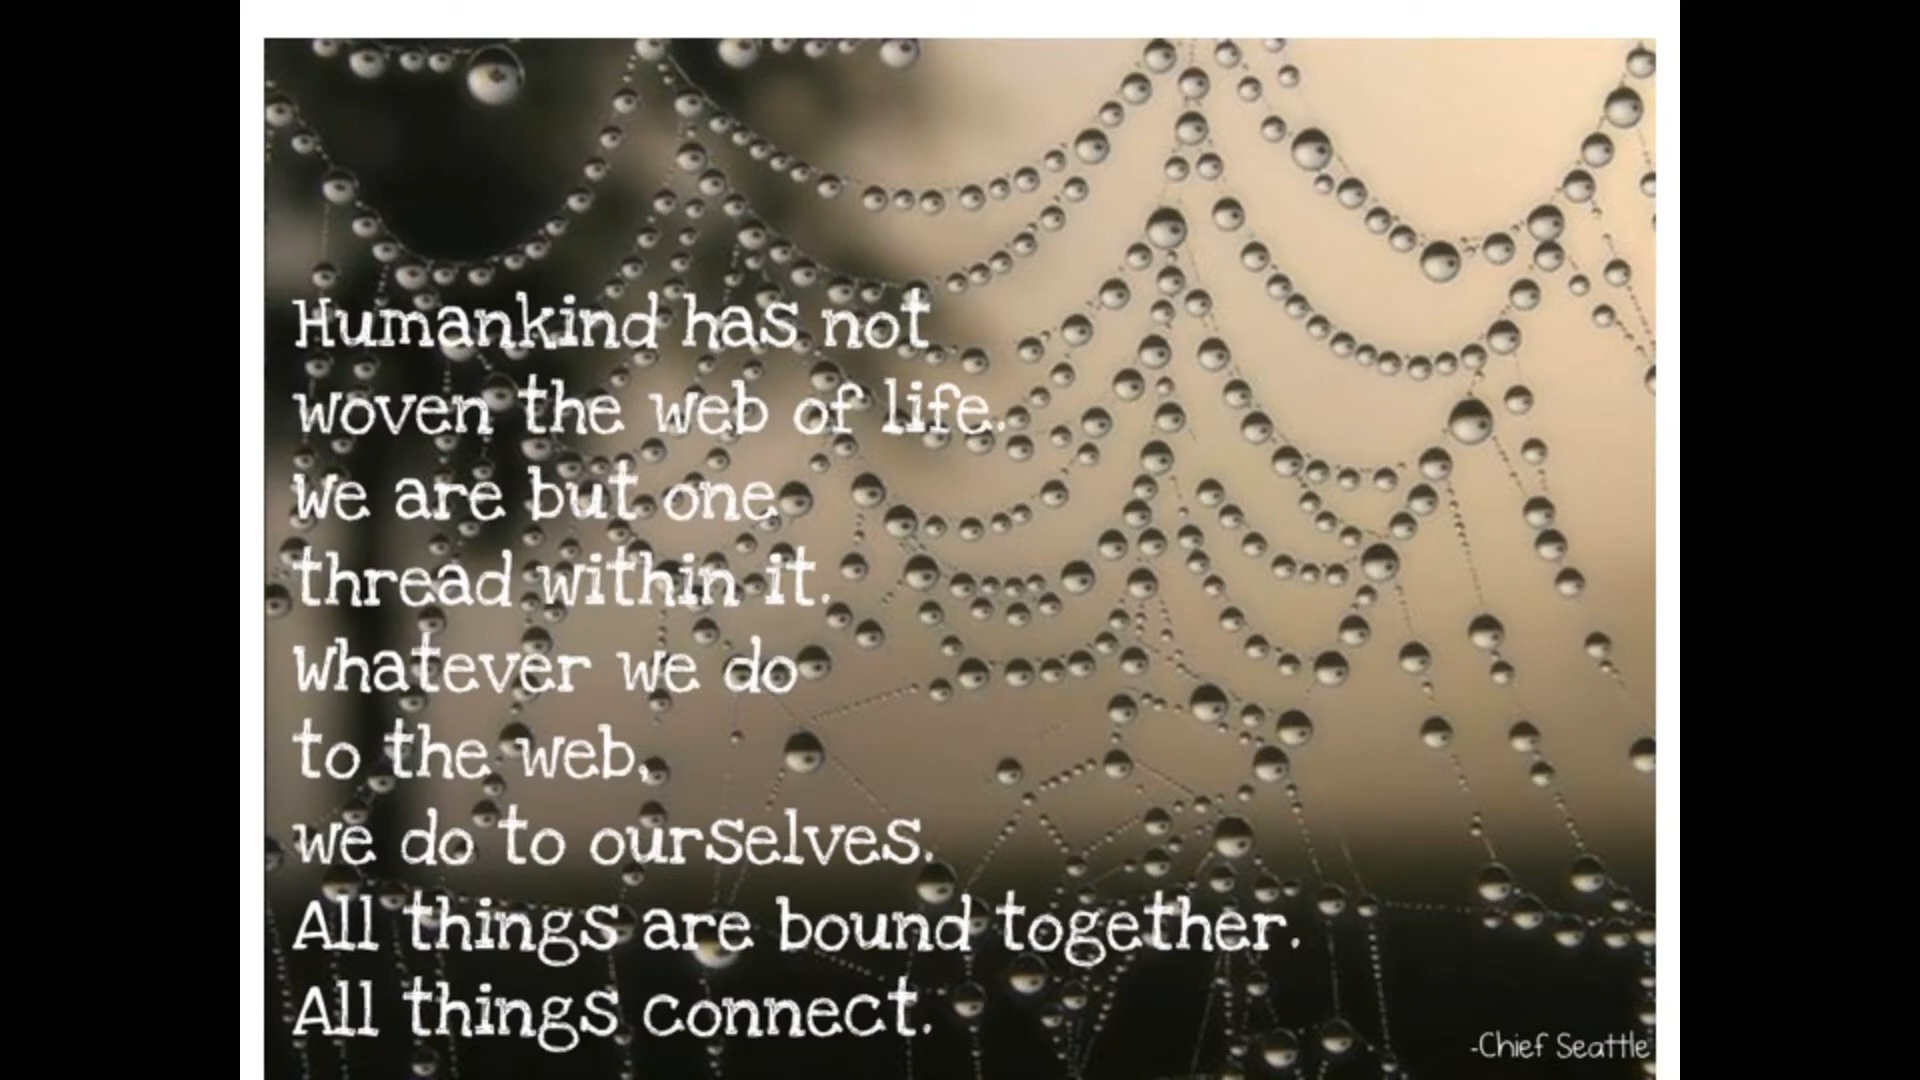 Humankind has not
woven the web of life.
We are but one
thread within it.
Whatever we do
to the web,
we do to ourselves.
All things are bound together.
All things connect.
-Chief Seattle